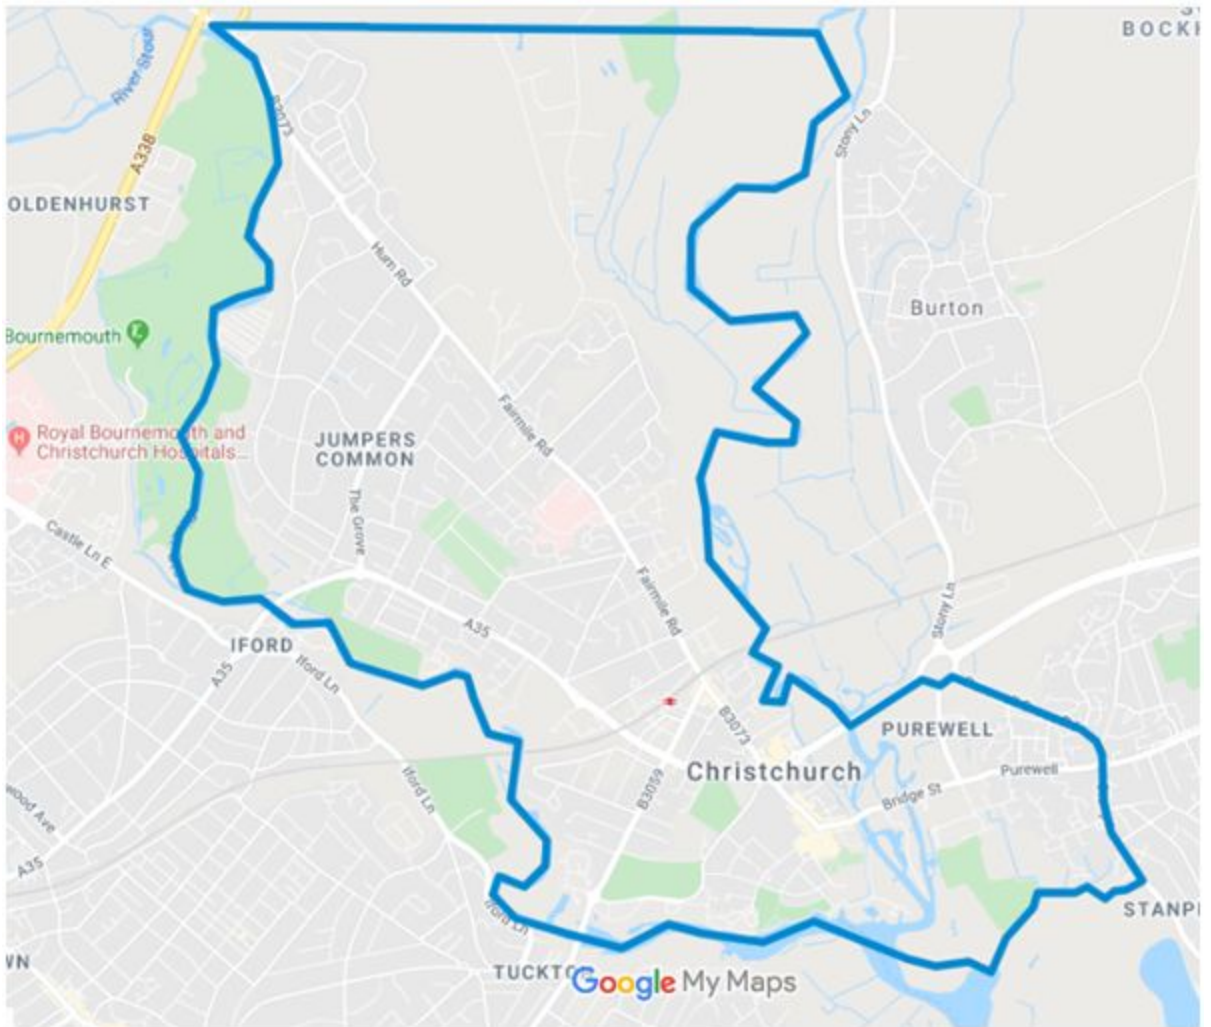 BOCKH
River Stour
B3073
Stony Ln
A338
OLDENHURST
Hurn Rd
Burton
Bournemouth
Fairmile Rd
Royal Bournemouth and
Christchurch Hospitals...
JUMPERS
COMMON
The Grove
Castle Ln E
Fairmile Rd
Stony Ln
A35
IFORD
A35
Iford Ln
B3073
PUREWELL
Christchurch
Purewell
Iford Ln
B3059
Bridge St
wood Ave
A35
Iford Ln
STANP
WN
TUCKTO
Google My Maps